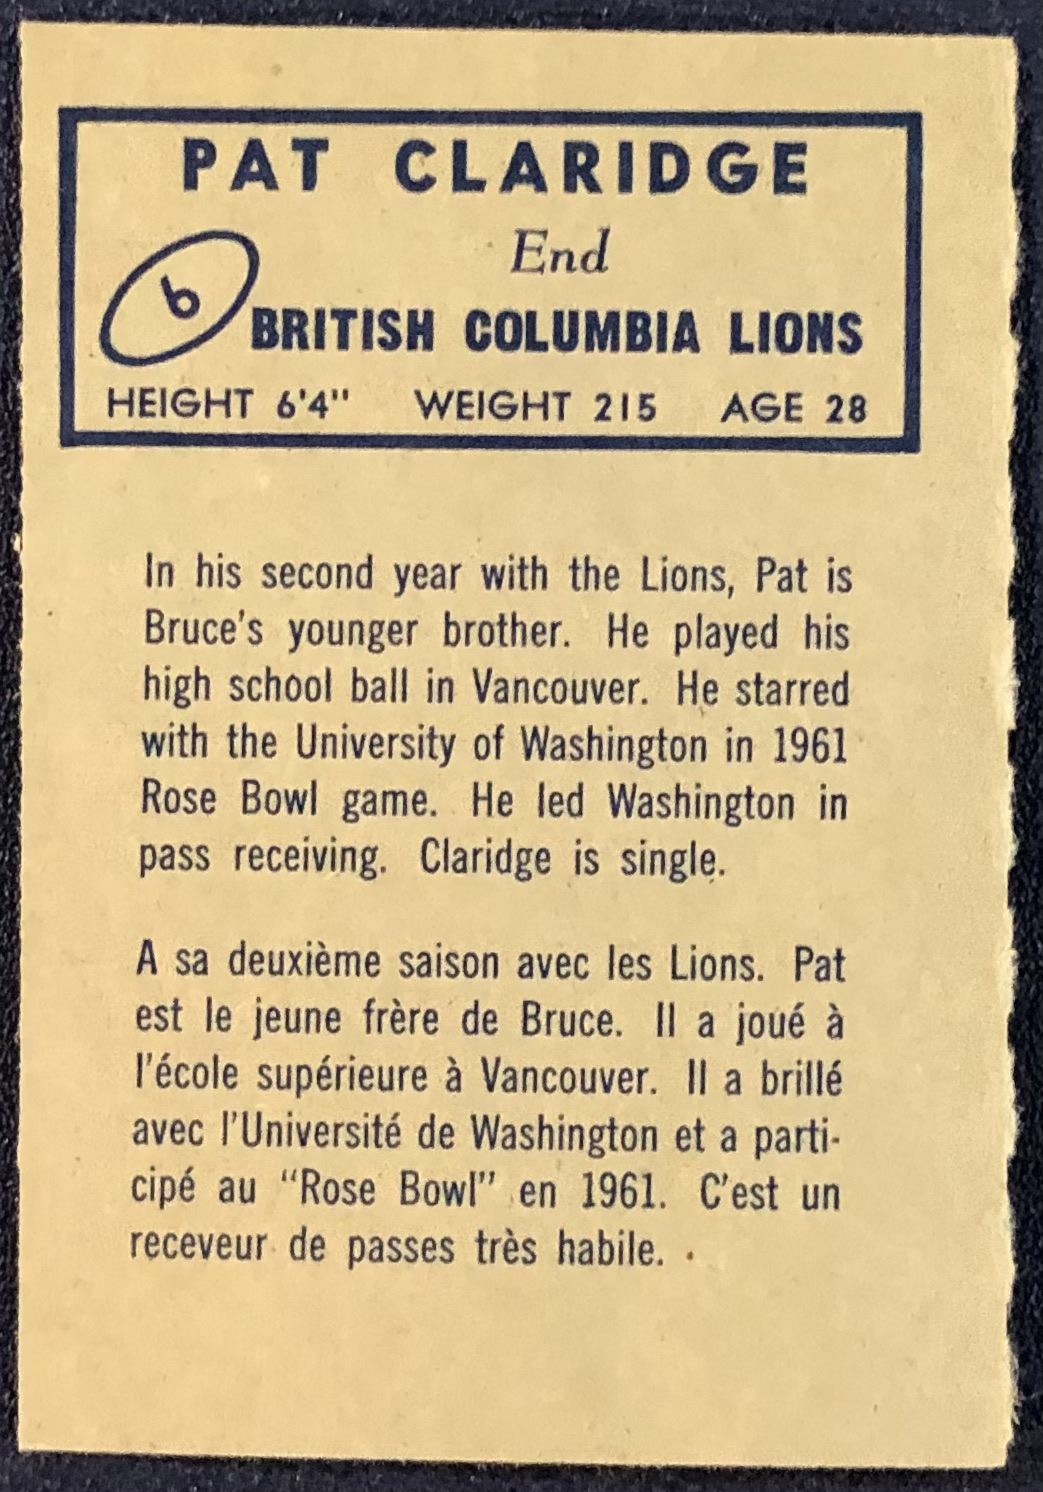 PAT CLARIDGE
End
6
BRITISH COLUMBIA LIONS
HEIGHT 6'4" WEIGHT 215 AGE 28
In his second year with the Lions, Pat is
Bruce's younger brother. He played his
high school ball in Vancouver. He starred
with the University of Washington in 1961
Rose Bowl game. He led Washington in
pass receiving. Claridge is single.
A sa deuxième saison avec les Lions. Pat
est le jeune frère de Bruce. Il a joué à
l'école supérieure à Vancouver. Il a brillé
avec l'Université de Washington et a parti-
cipé au "Rose Bowl" en 1961. C'est un
receveur de passes très habile.